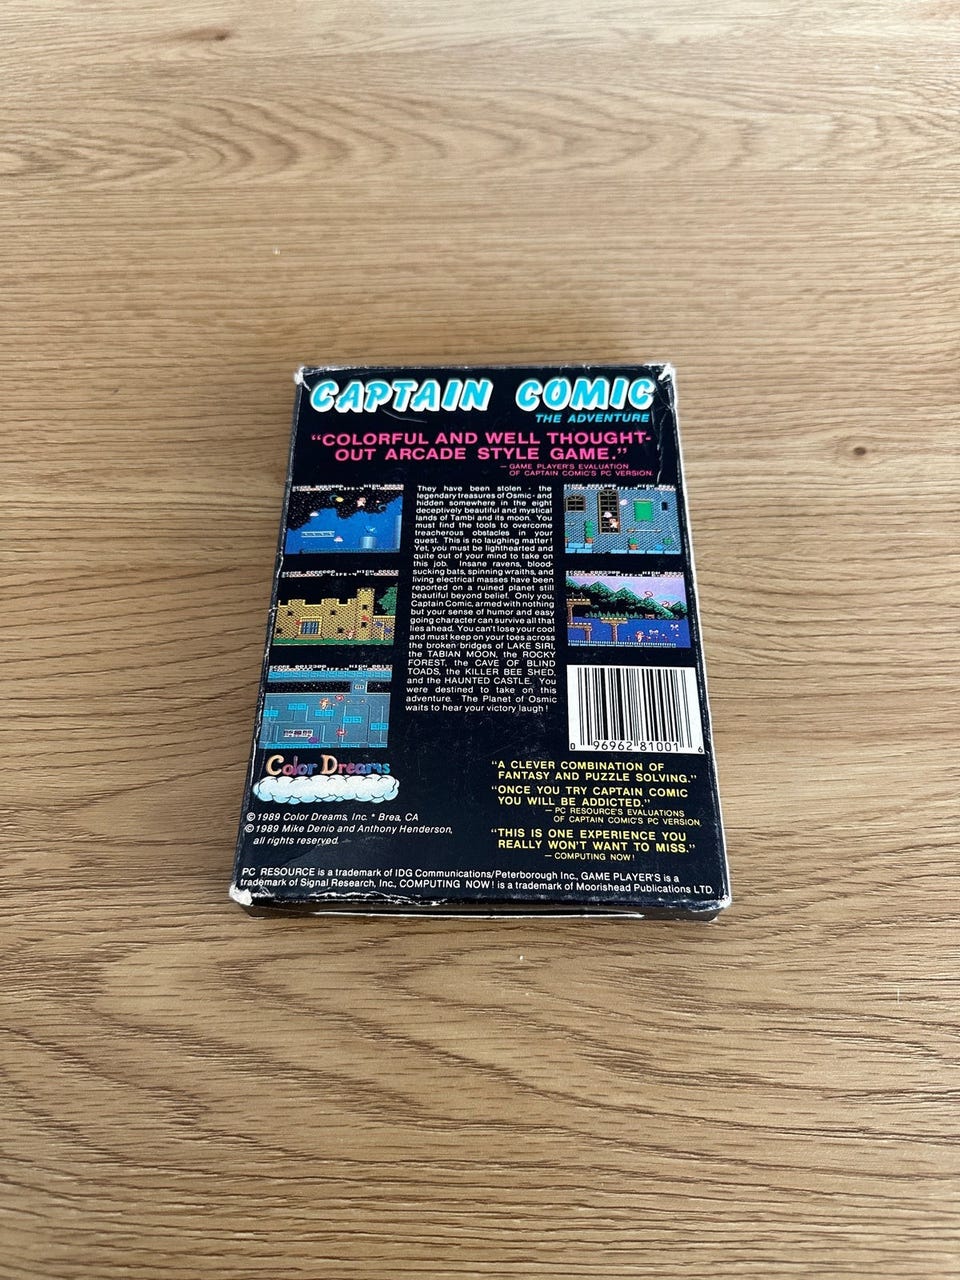 CAPTAIN COMIC
THE ADVENTURE
“COLORFUL AND WELL THOUGHT-
OUT ARCADE STYLE GAME.”
— GAME PLAYER'S EVALUATION
OF CAPTAIN COMIC'S PC VERSION.
They have been stolen - the
legendary treasures of Osmic - and
hidden somewhere in the eight
deceptively beautiful and mystical
lands of Tambi and its moon. You
must find the tools to overcome
treacherous obstacles in your
quest. This is no laughing matter!
Yet, you must be lighthearted and
quite out of your mind to take on
this job. Insane ravens, blood-
sucking bats, spinning wraiths, and
living electrical masses have been
reported on a ruined planet still
beautiful beyond belief. Only you,
Captain Comic, armed with nothing
but your sense of humor and easy
going character can survive all that
lies ahead. You can't lose your cool
and must keep on your toes across
the broken bridges of LAKE SIRI,
the TABIAN MOON, the ROCKY
FOREST, the CAVE OF BLIND
TOADS, the KILLER BEE SHED,
and the HAUNTED CASTLE. You
were destined to take on this
adventure. The Planet of Osmic
waits to hear your victory laugh!
0 96962 81001 6
Color Dreams
“A CLEVER COMBINATION OF
FANTASY AND PUZZLE SOLVING.”
“ONCE YOU TRY CAPTAIN COMIC
YOU WILL BE ADDICTED.”
— PC RESOURCE'S EVALUATIONS
OF CAPTAIN COMIC'S PC VERSION.
“THIS IS ONE EXPERIENCE YOU
REALLY WON'T WANT TO MISS.”
— COMPUTING NOW!
©1989 Color Dreams, Inc. * Brea, CA
©1989 Mike Denio and Anthony Henderson,
all rights reserved.
PC RESOURCE is a trademark of IDG Communications/Peterborough Inc., GAME PLAYER'S is a
trademark of Signal Research, Inc, COMPUTING NOW! is a trademark of Moorishead Publications LTD.